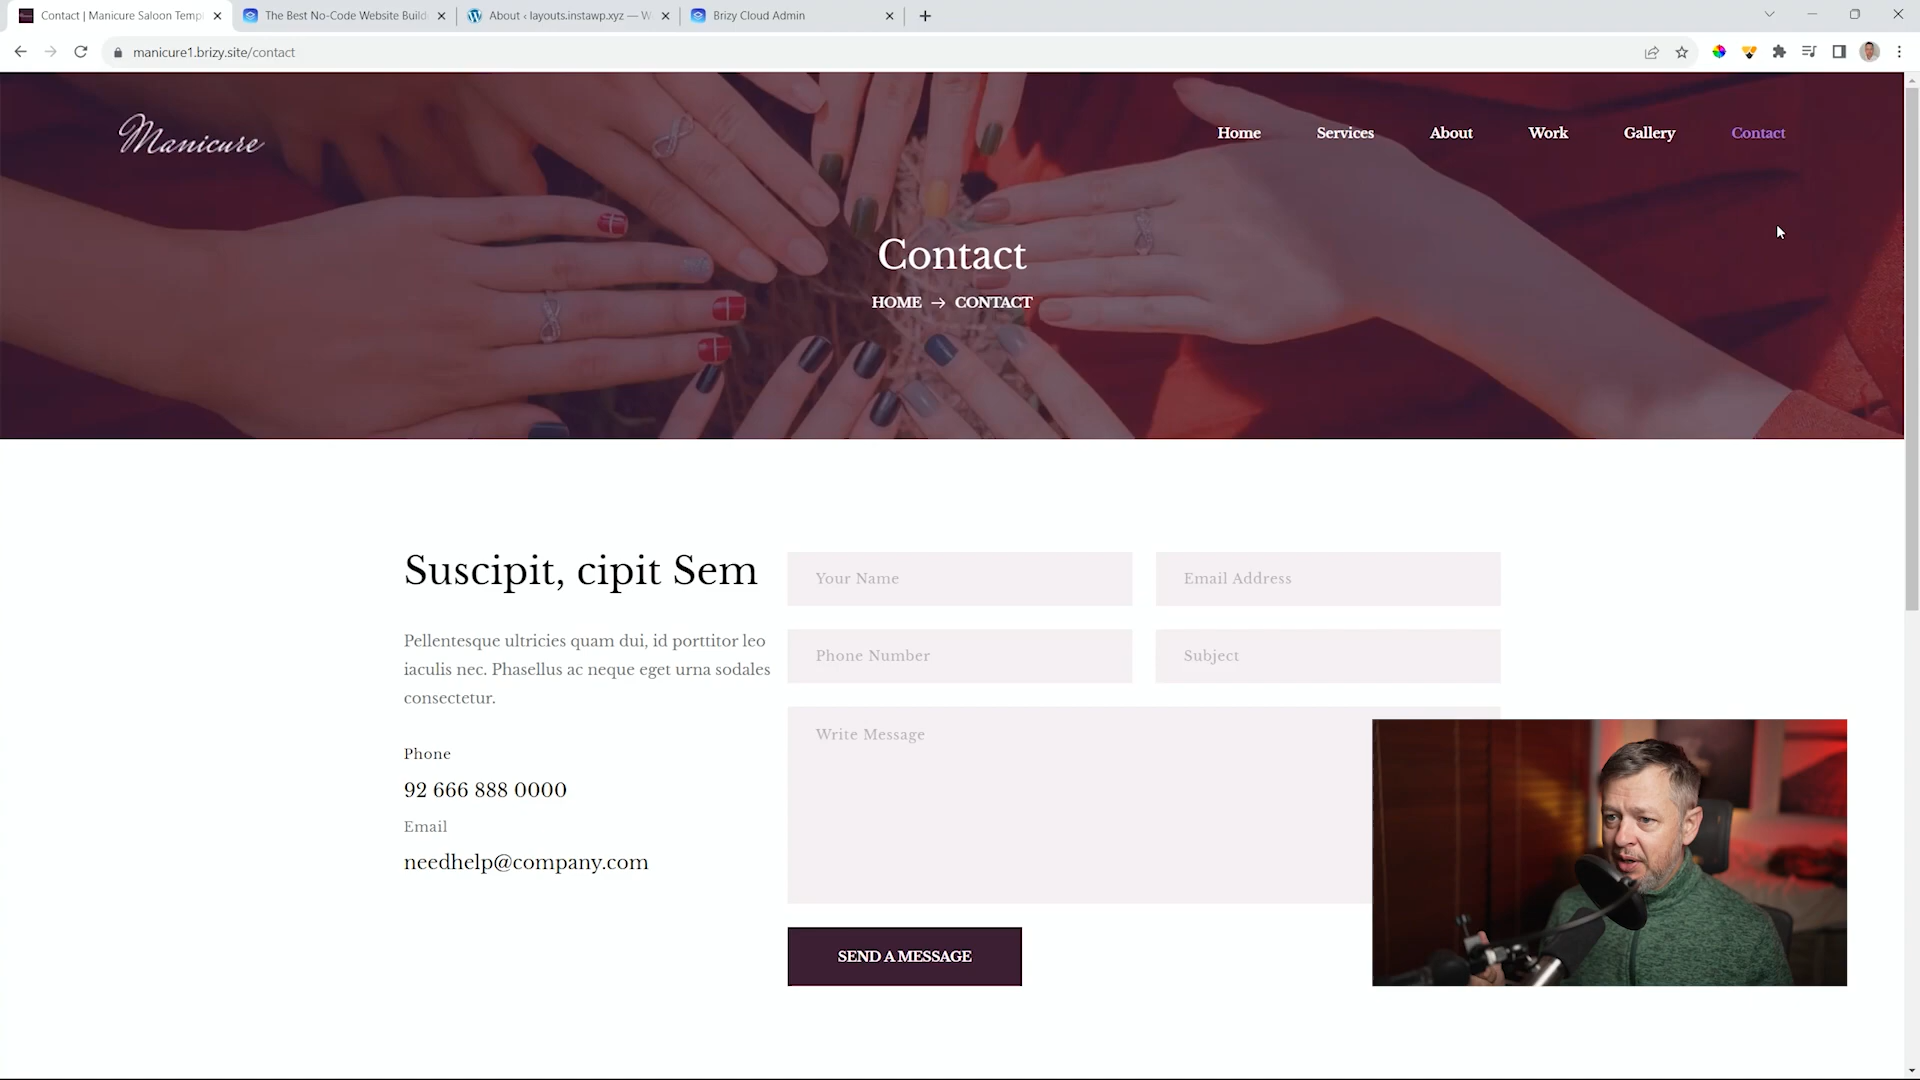 Contact | Manicure Saloon Templ
The Best No-Code Website Build
About ‹ layouts.instawp.xyz — W
Brizy Cloud Admin
manicure1.brizy.site/contact
Manicure
Home
Services
About
Work
Gallery
Contact
Contact
HOME → CONTACT
Suscipit, cipit Sem
Pellentesque ultricies quam dui, id porttitor leo
iaculis nec. Phasellus ac neque eget urna sodales
consectetur.
Phone
92 666 888 0000
Email
needhelp@company.com
Your Name
Email Address
Phone Number
Subject
Write Message
SEND A MESSAGE